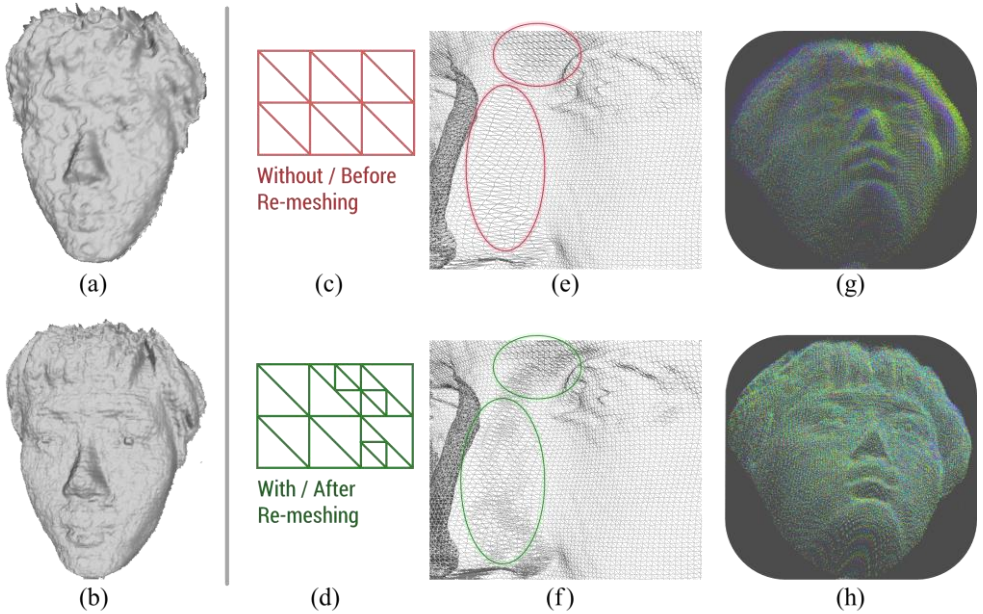 Without / Before
Re-meshing
(a)
(c)
(e)
(g)
With / After
Re-meshing
(b)
(d)
(f)
(h)